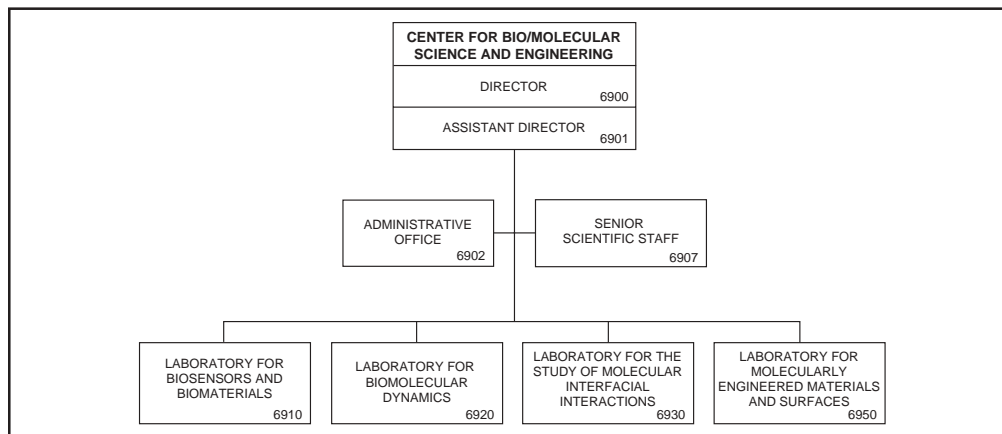 CENTER FOR BIO/MOLECULAR
SCIENCE AND ENGINEERING
DIRECTOR
6900
ASSISTANT DIRECTOR
6901
ADMINISTRATIVE
OFFICE
6902
SENIOR
SCIENTIFIC STAFF
6907
LABORATORY FOR
BIOSENSORS AND
BIOMATERIALS
6910
LABORATORY FOR
BIOMOLECULAR
DYNAMICS
6920
LABORATORY FOR THE
STUDY OF MOLECULAR
INTERFACIAL
INTERACTIONS
6930
LABORATORY FOR
MOLECULARLY
ENGINEERED MATERIALS
AND SURFACES
6950